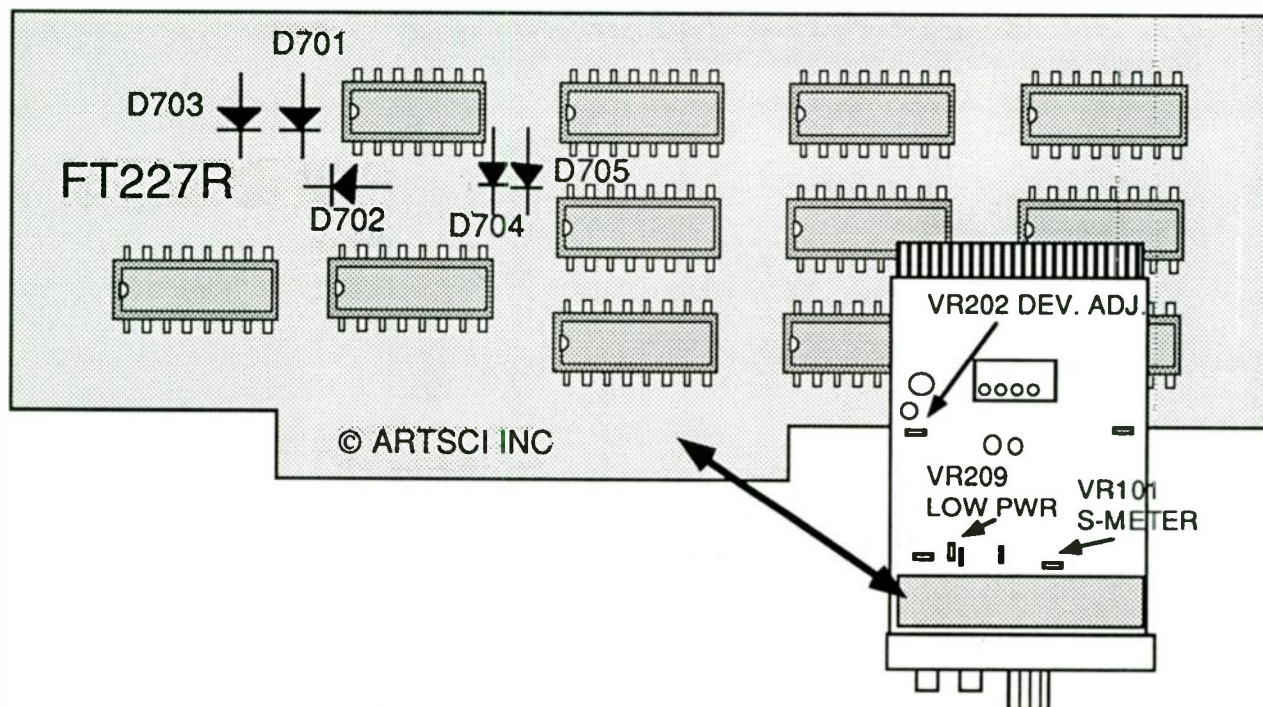 D701
D703
FT227R
D705
D702
D704
VR202 DEV. ADJ.
© ARTSCI INC
VR209
LOW PWR
VR101
S-METER